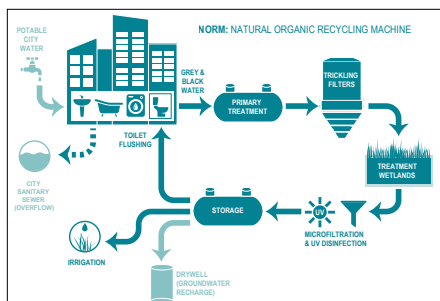 NORM: NATURAL ORGANIC RECYCLING MACHINE
POTABLE
CITY
WATER
GREY &
BLACK
WATER
PRIMARY
TREATMENT
TRICKLING
FILTERS
TOILET
FLUSHING
TREATMENT
WETLANDS
CITY
SANITARY
SEWER
(OVERFLOW)
STORAGE
UV
MICROFILTRATION
& UV DISINFECTION
IRRIGATION
DRYWELL
(GROUNDWATER
RECHARGE)